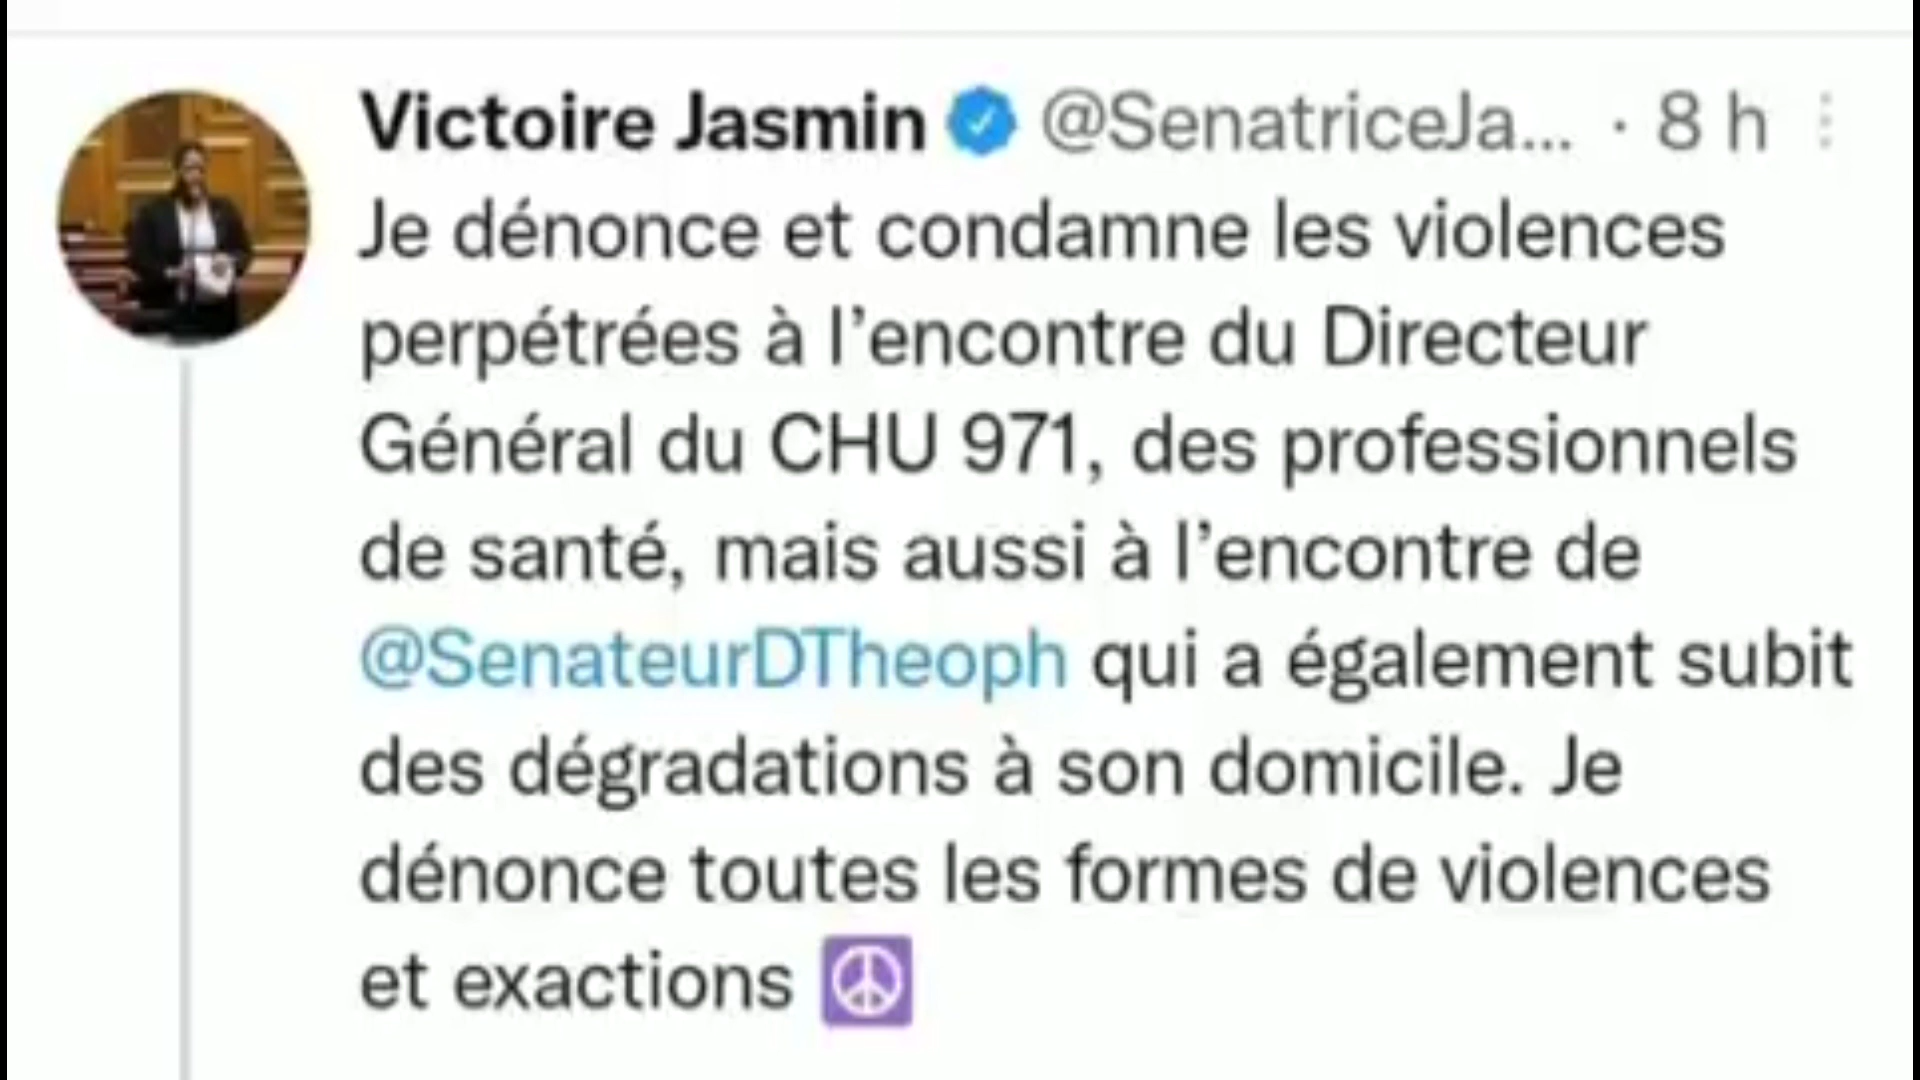 Victoire Jasmin @SenatriceJa... · 8 h
Je dénonce et condamne les violences
perpétrées à l’encontre du Directeur
Général du CHU 971, des professionnels
de santé, mais aussi à l’encontre de
@SenateurDTheoph qui a également subit
des dégradations à son domicile. Je
dénonce toutes les formes de violences
et exactions ☮